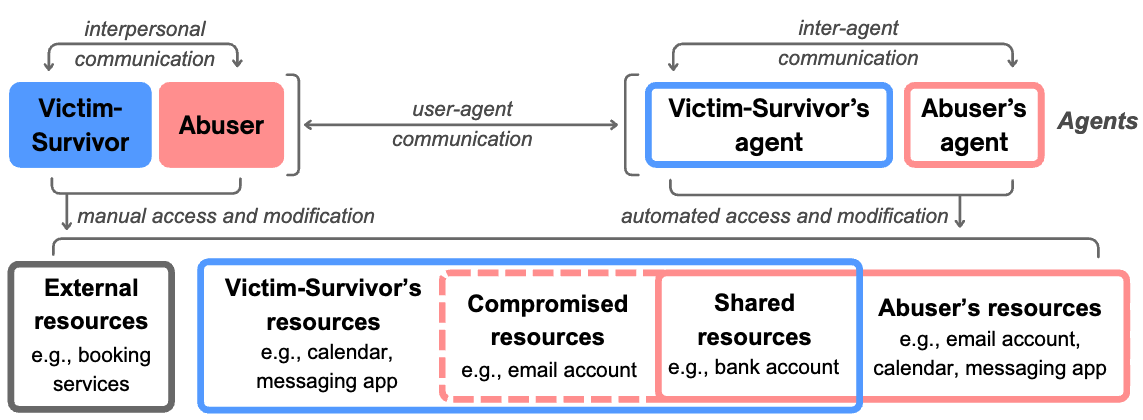 interpersonal
communication
inter-agent
communication
Victim-
Survivor
Abuser
user-agent
communication
Victim-Survivor's
agent
Abuser's
agent
Agents
manual access and modification
automated access and modification
External
resources
e.g., booking
services
Victim-Survivor's
resources
e.g., calendar,
messaging app
Compromised
resources
e.g., email account
Shared
resources
e.g., bank account
Abuser's resources
e.g., email account,
calendar, messaging app